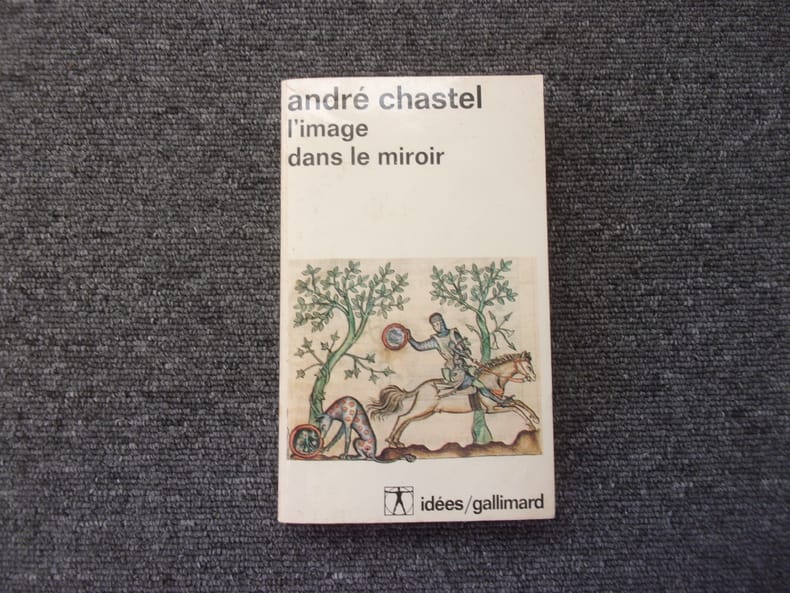 andré chastel
l'image
dans le miroir
idées/gallimard